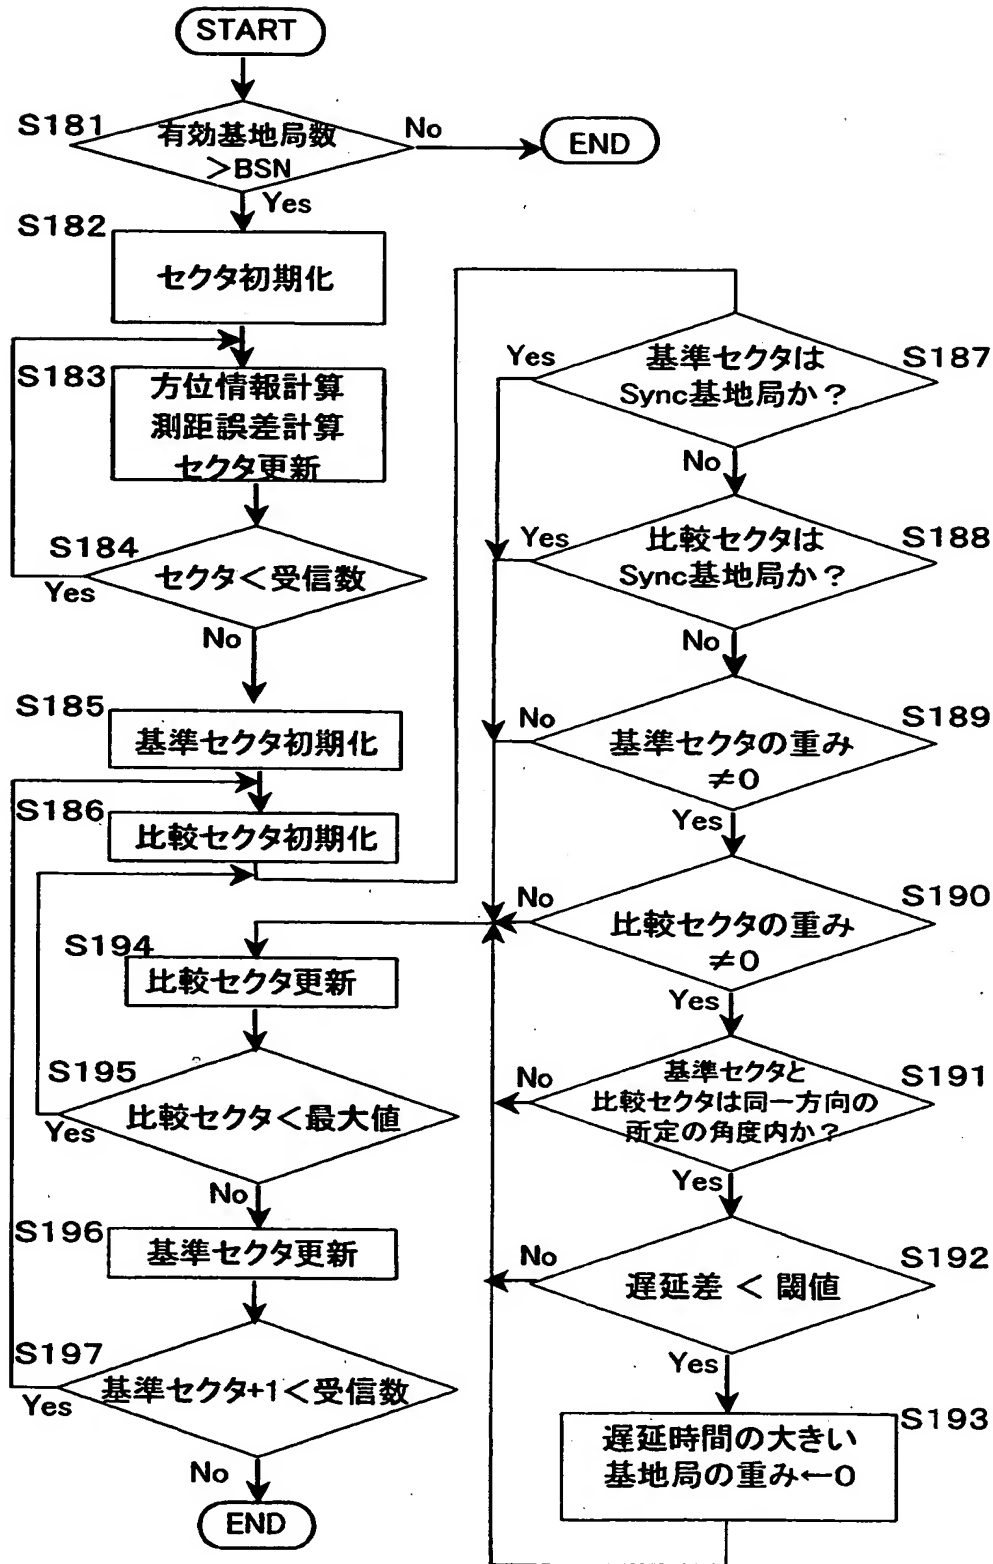 START
S181
有効基地局数
>BSN
No
END
Yes
S182
セクタ初期化
S183
方位情報計算
測距誤差計算
セクタ更新
S184
セクタ<受信数
Yes
No
S185
基準セクタ初期化
S186
比較セクタ初期化
S187
基準セクタは
Sync基地局か?
Yes
No
S188
比較セクタは
Sync基地局か?
Yes
No
S189
基準セクタの重み
≠0
No
Yes
S190
比較セクタの重み
≠0
No
Yes
S191
基準セクタと
比較セクタは同一方向の
所定の角度内か?
No
Yes
S192
遅延差 < 閾値
No
Yes
S193
遅延時間の大きい
基地局の重み←0
S194
比較セクタ更新
S195
比較セクタ<最大値
Yes
No
S196
基準セクタ更新
S197
基準セクタ+1<受信数
Yes
No
END